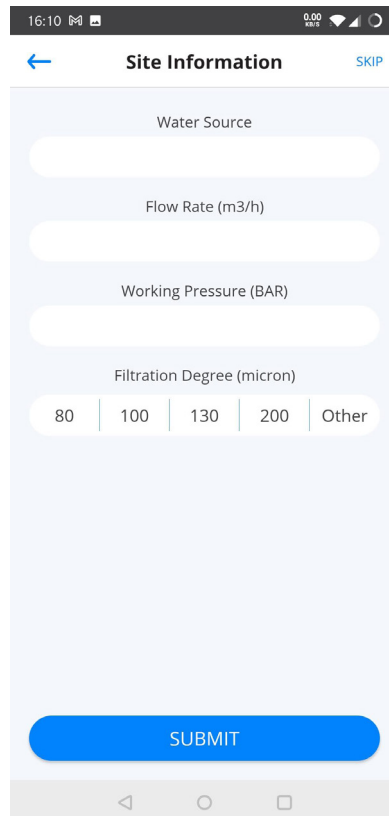 16:10
0.00
KB/S
Site Information
SKIP
Water Source
Flow Rate (m3/h)
Working Pressure (BAR)
Filtration Degree (micron)
80 100 130 200 Other
SUBMIT